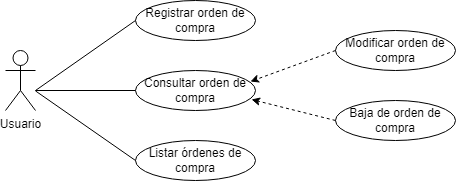 Registrar orden de
compra
Modificar orden de
compra
Consultar orden de
compra
Usuario
Baja de orden de
compra
Listar órdenes de
compra